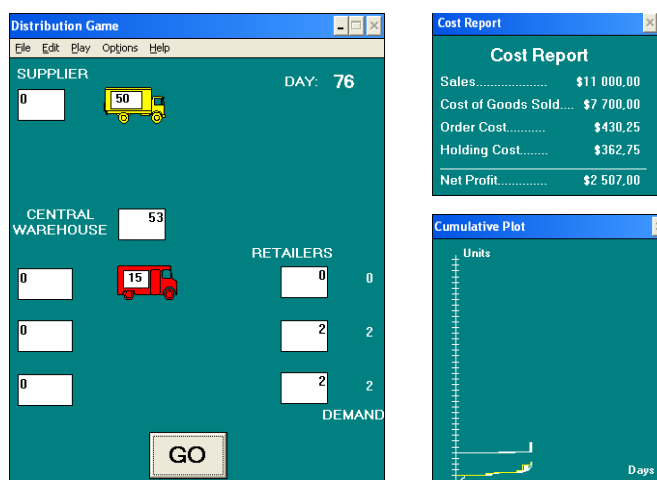 Distribution Game
File Edit Play Options Help
SUPPLIER
DAY: 76
0
50
CENTRAL
WAREHOUSE
53
RETAILERS
0
15
0
0
0
2
2
0
2
2
DEMAND
GO
Cost Report
Cost Report
Sales................... $11 000,00
Cost of Goods Sold.... $7 700,00
Order Cost.......... $430,25
Holding Cost........ $362,75
Net Profit............. $2 507,00
Cumulative Plot
Units
Days